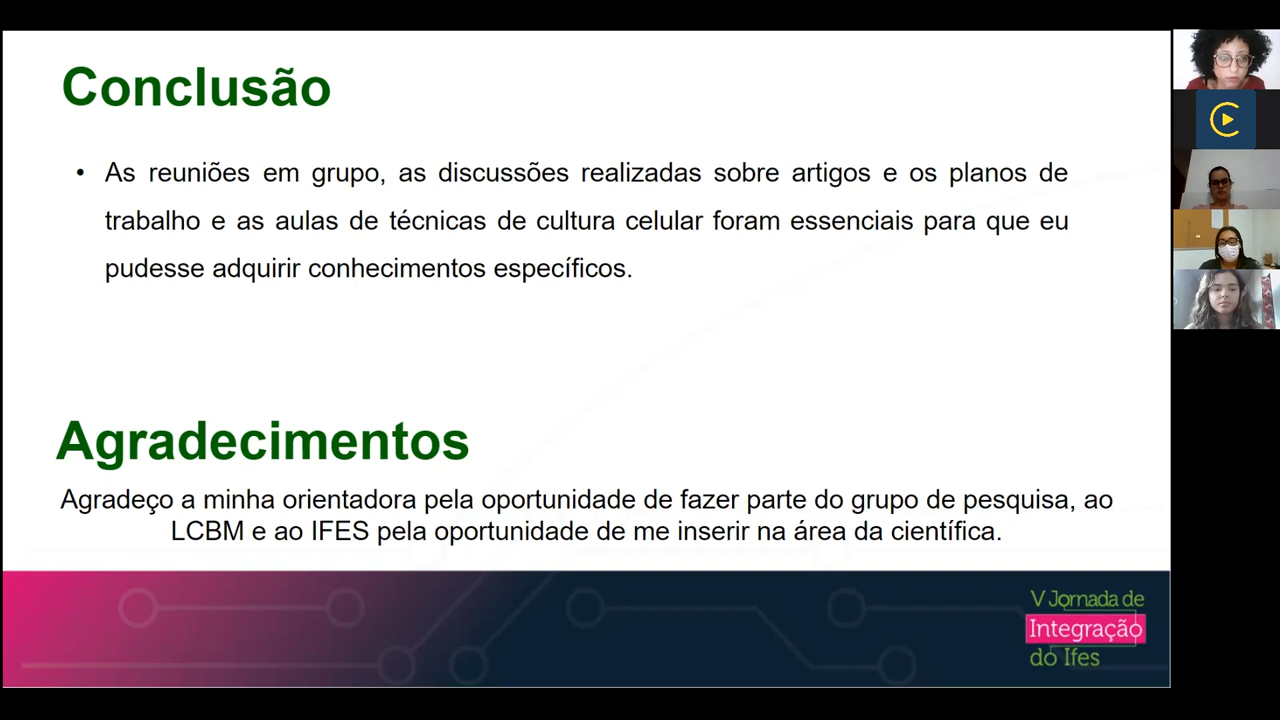 Conclusão
• As reuniões em grupo, as discussões realizadas sobre artigos e os planos de
trabalho e as aulas de técnicas de cultura celular foram essenciais para que eu
pudesse adquirir conhecimentos específicos.
Agradecimentos
Agradeço a minha orientadora pela oportunidade de fazer parte do grupo de pesquisa, ao
LCBM e ao IFES pela oportunidade de me inserir na área da científica.
V Jornada de
Integração
do Ifes